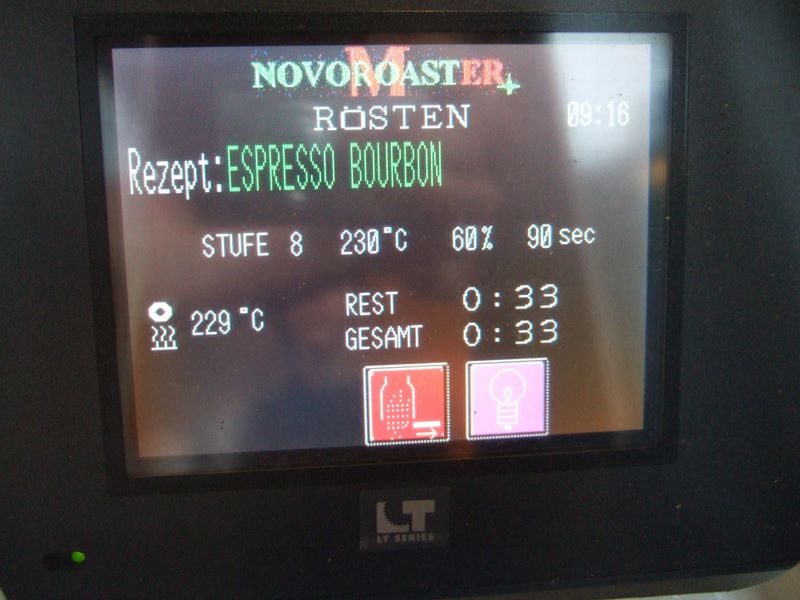 NOVOROASTER+
M
RÖSTEN 09:16
Rezept:ESPRESSO BOURBON
STUFE 8 230°C 60% 90 sec
229 °C REST 0:33
GESAMT 0:33
LT
LT SERIES